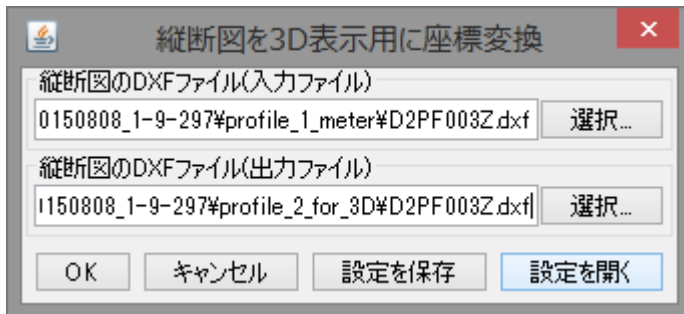 縦断図を3D表示用に座標変換
縦断図のDXFファイル(入力ファイル)
0150808_1-9-297¥profile_1_meter¥D2PF003Z.dxf 選択...
縦断図のDXFファイル(出力ファイル)
150808_1-9-297¥profile_2_for_3D¥D2PF003Z.dxf 選択...
OK キャンセル 設定を保存 設定を開く